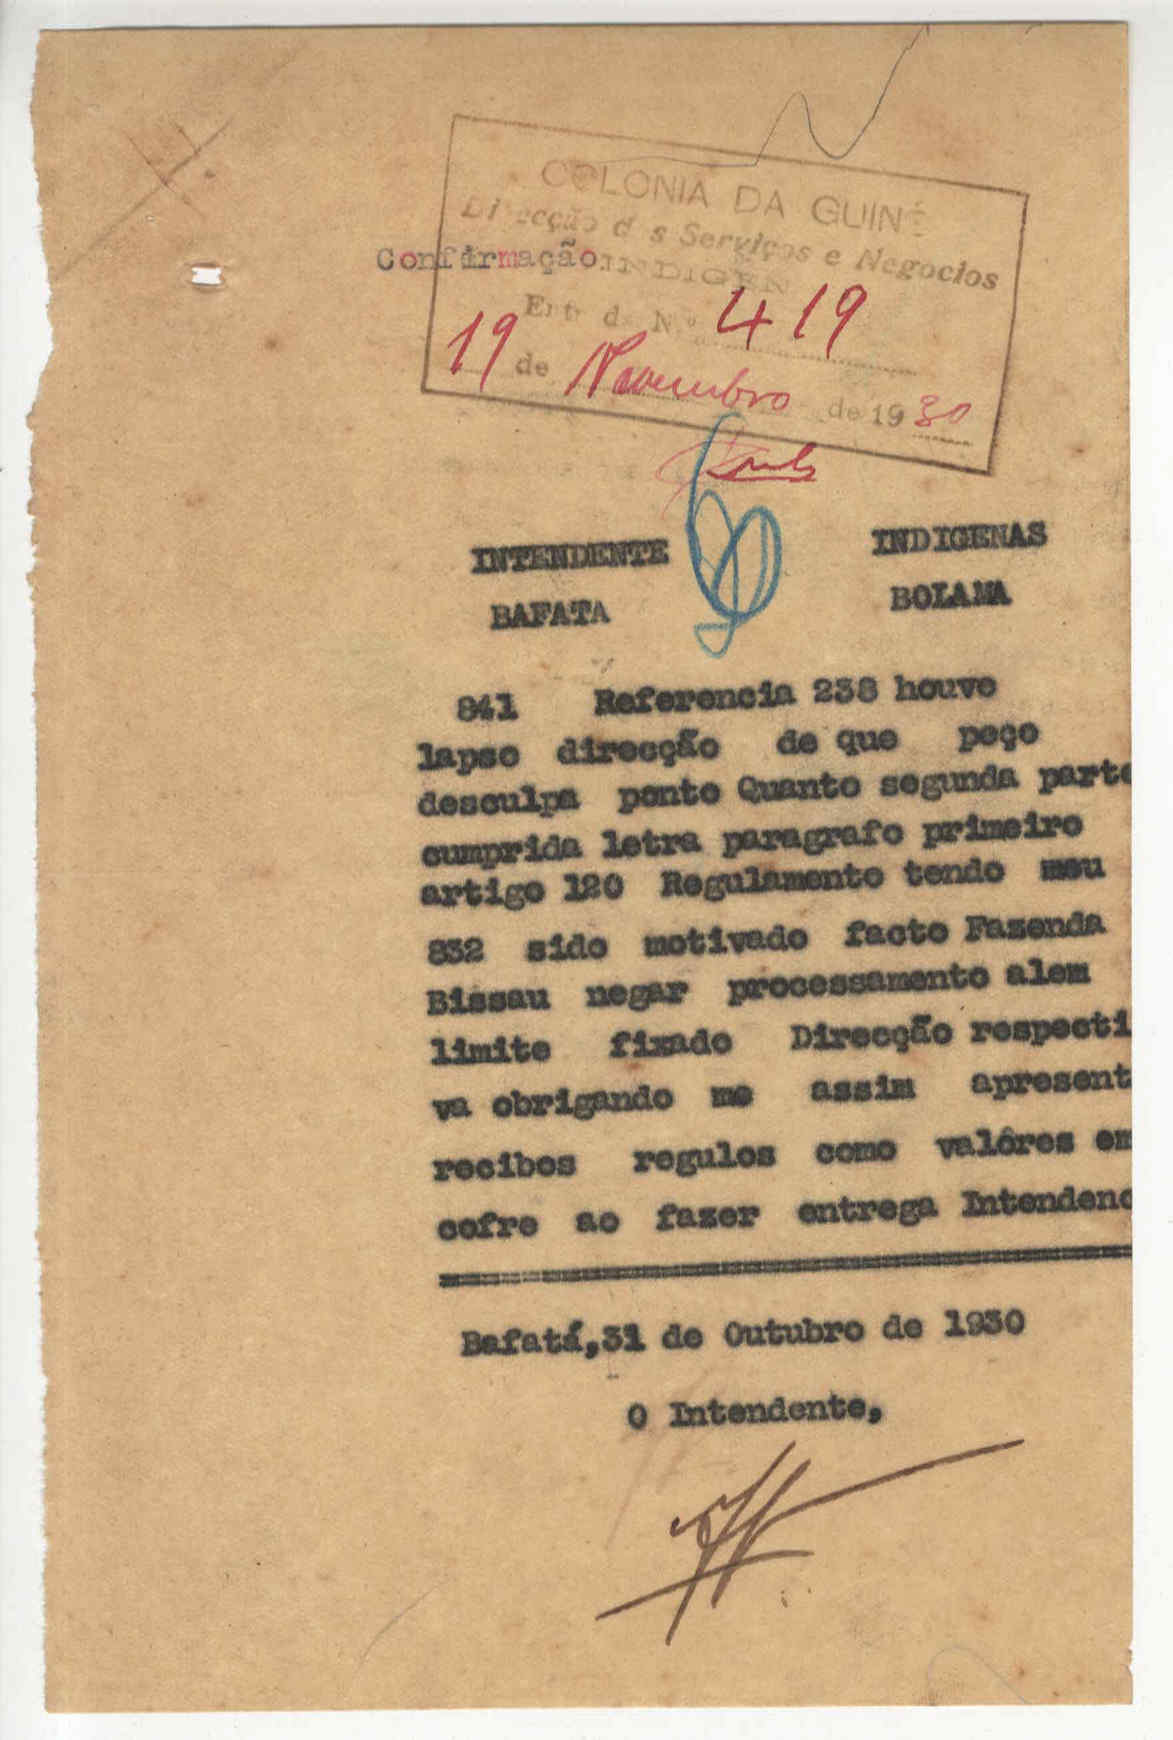 COLONIA DA GUINÉ
Direcção d s Serviços e Negocios
Confirmação.
INDIGEN
Entr d N.º 419
19 de Novembro de 1930
INTENDENTE INDIGENAS
BAFATA BOLAMA
841 Referencia 238 houve
lapso direcção de que peço
desculpa ponto Quanto segunda parte
cumprida letra paragrafo primeiro
artigo 120 Regulamento tendo meu
832 sido motivado facto Fazenda
Bissau negar processamento alem
limite fixado Direcção respecti
va obrigando me assim apresent
recibos regulos como valôres em
cofre ao fazer entrega Intendenc
Bafatá,31 de Outubro de 1930
O Intendente,